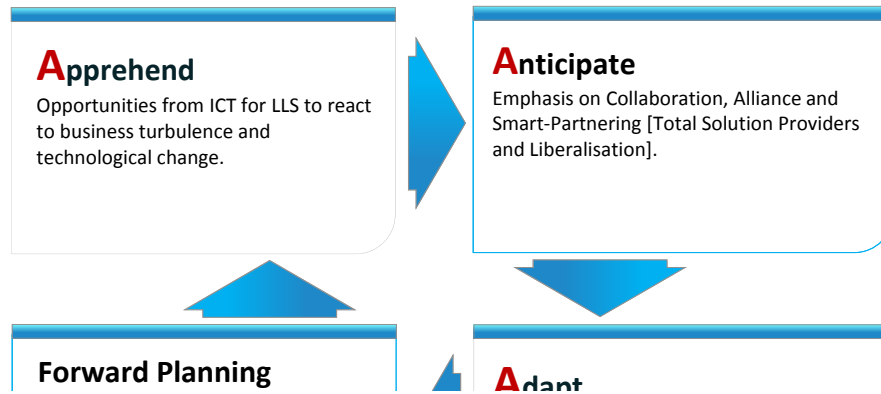 Apprehend
Opportunities from ICT for LLS to react
to business turbulence and
technological change.
Anticipate
Emphasis on Collaboration, Alliance and
Smart-Partnering [Total Solution Providers
and Liberalisation].
Forward Planning
Adapt